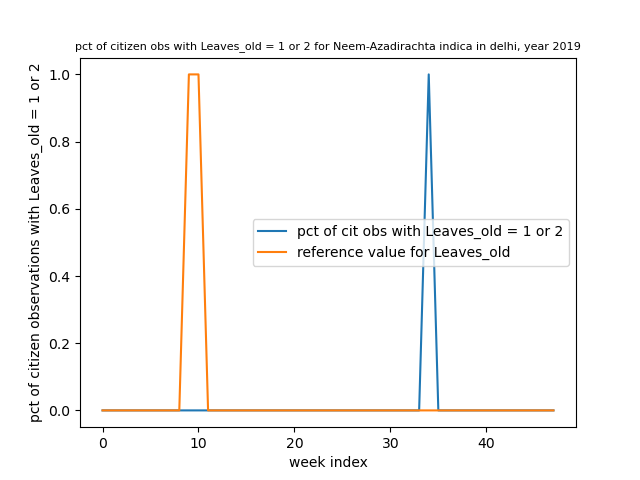 pct of citizen obs with Leaves_old = 1 or 2 for Neem-Azadirachta indica in delhi, year 2019
pct of citizen observations with Leaves_old = 1 or 2
1.0
0.8
0.6
0.4
0.2
0.0
pct of cit obs with Leaves_old = 1 or 2
reference value for Leaves_old
0 10 20 30 40
week index